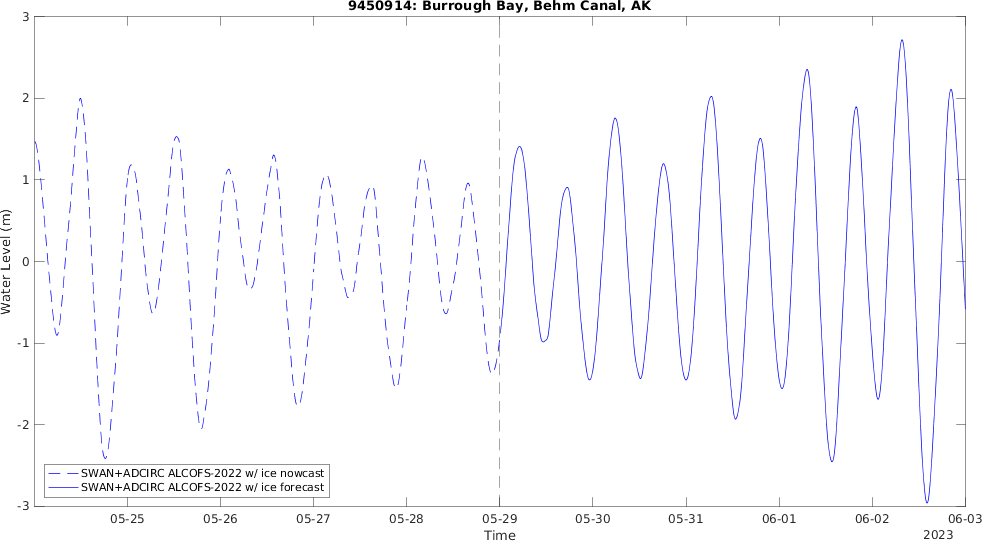 9450914: Burrough Bay, Behm Canal, AK
3
2
1
0
-1
-2
-3
Water Level (m)
SWAN+ADCIRC ALCOFS-2022 w/ ice nowcast
SWAN+ADCIRC ALCOFS-2022 w/ ice forecast
05-25 05-26 05-27 05-28 05-29 05-30 05-31 06-01 06-02 06-03
Time
2023